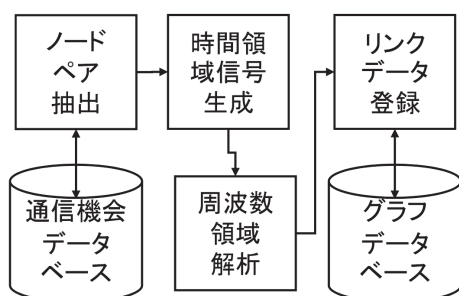 ノード
ペア
抽出
時間領
域信号
生成
リンク
データ
登録
通信機会
データ
ベース
周波数
領域
解析
グラフ
データ
ベース